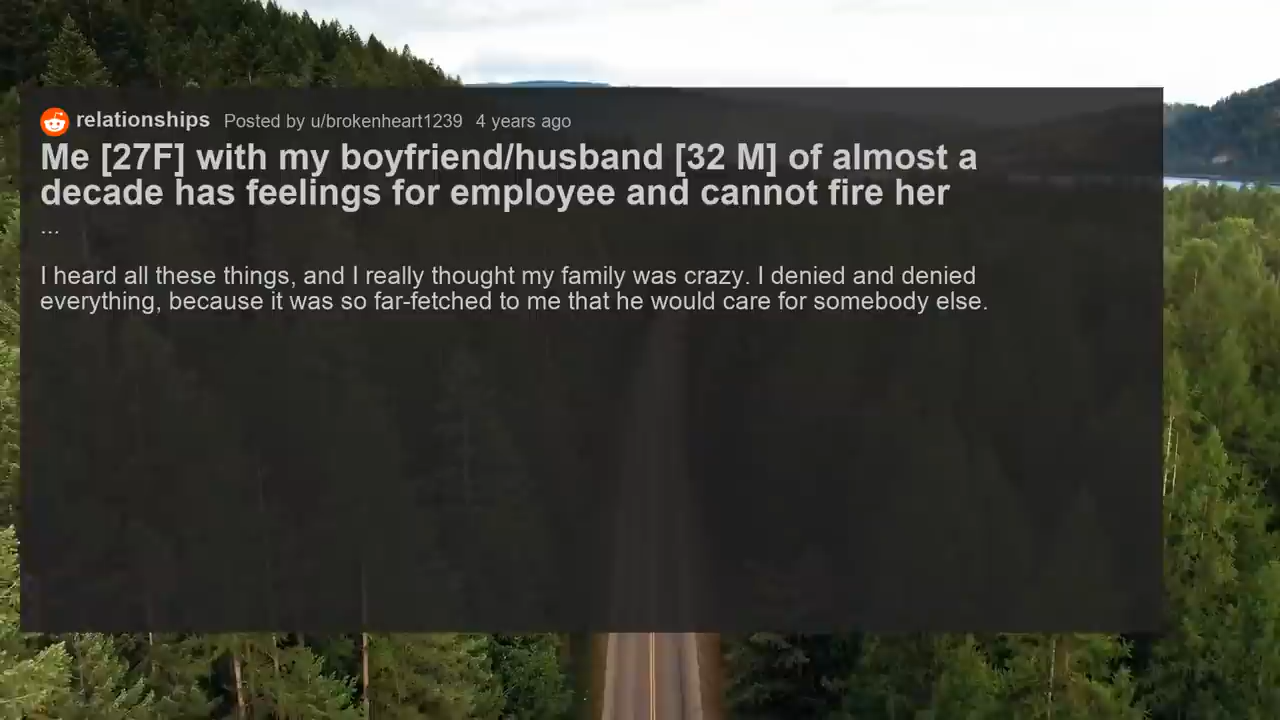 relationships Posted by u/brokenheart1239 4 years ago
Me [27F] with my boyfriend/husband [32 M] of almost a
decade has feelings for employee and cannot fire her
...
I heard all these things, and I really thought my family was crazy. I denied and denied
everything, because it was so far-fetched to me that he would care for somebody else.